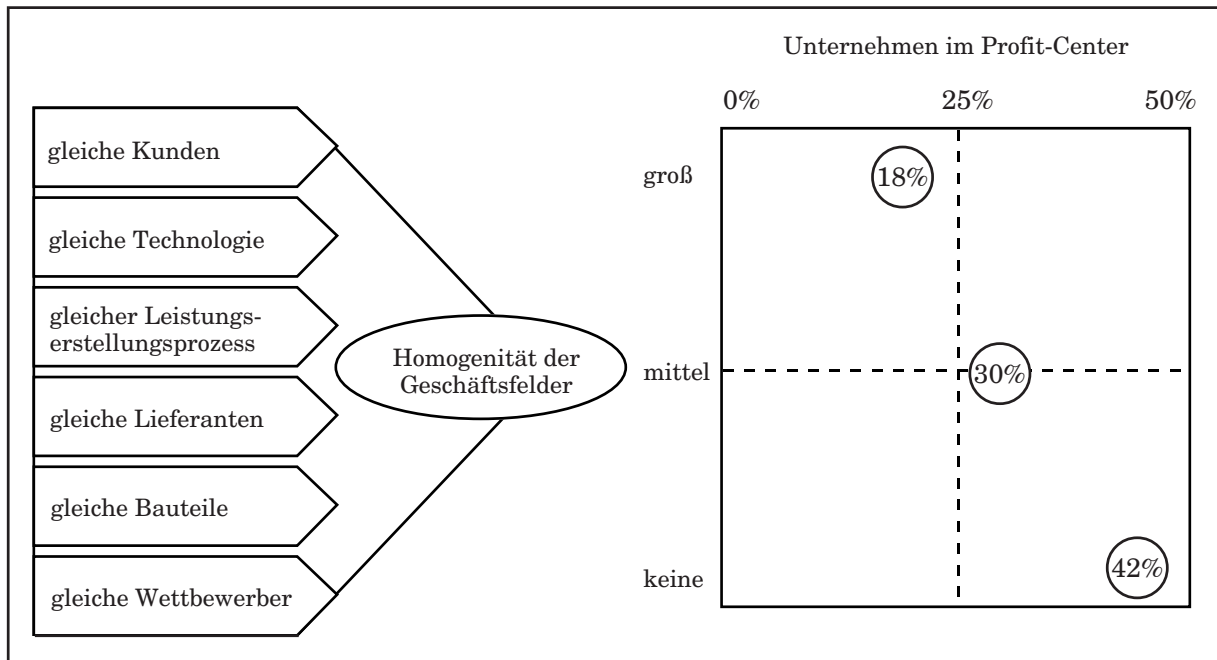 gleiche Kunden
gleiche Technologie
gleicher Leistungs-
erstellungsprozess
gleiche Lieferanten
gleiche Bauteile
gleiche Wettbewerber
Homogenität der
Geschäftsfelder
Unternehmen im Profit-Center
0% 25% 50%
groß 18%
mittel 30%
keine 42%